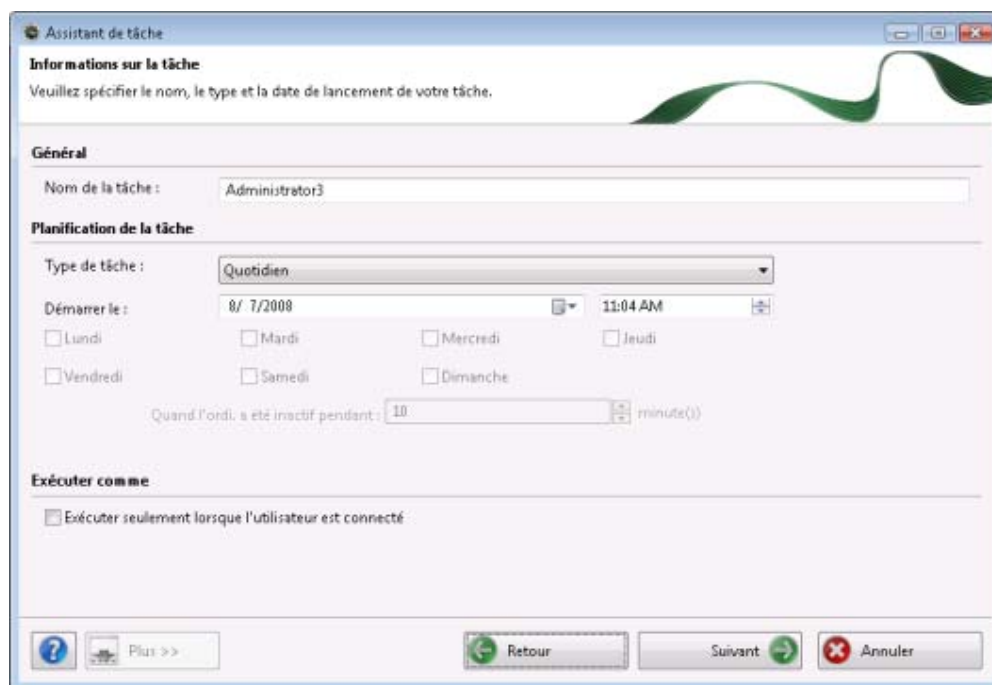 Assistant de tâche
Informations sur la tâche
Veuillez spécifier le nom, le type et la date de lancement de votre tâche.
Général
Nom de la tâche : Administrator3
Planification de la tâche
Type de tâche : Quotidien
Démarrer le : 8/ 7/2008 11:04 AM
Lundi Mardi Mercredi Jeudi
Vendredi Samedi Dimanche
Quand l'ordi. a été inactif pendant : 10 minute(s)
Exécuter comme
Exécuter seulement lorsque l'utilisateur est connecté
Plus >> Retour Suivant Annuler